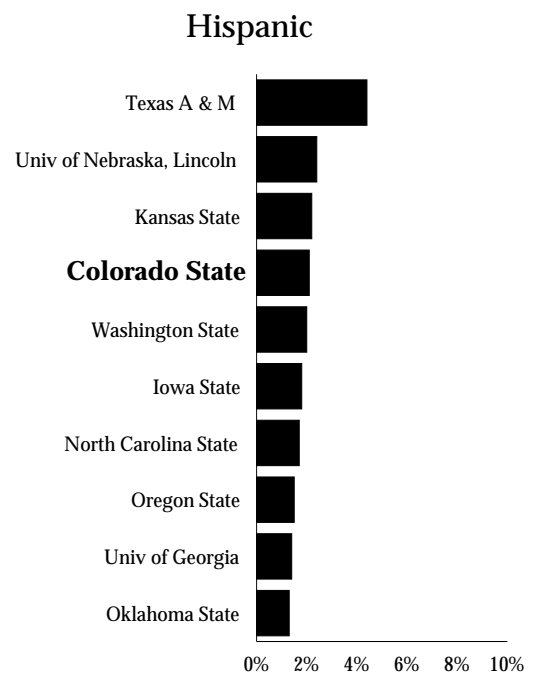 Hispanic
Texas A & M
Univ of Nebraska, Lincoln
Kansas State
Colorado State
Washington State
Iowa State
North Carolina State
Oregon State
Univ of Georgia
Oklahoma State
0% 2% 4% 6% 8% 10%